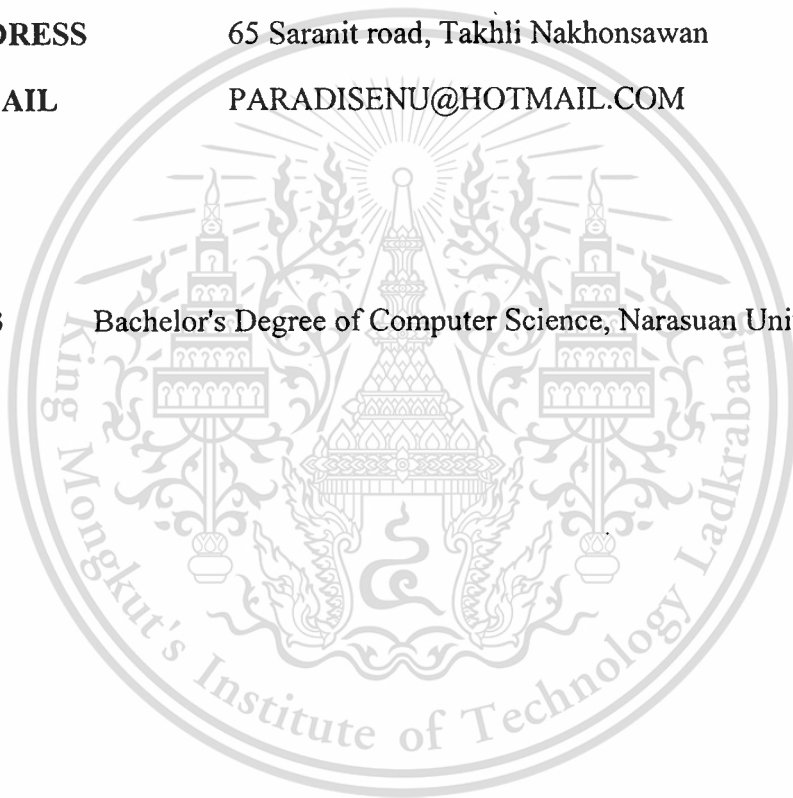 DRESS 65 Saranit road, Takhli Nakhonsawan
AIL PARADISENU@HOTMAIL.COM
3 Bachelor's Degree of Computer Science, Narasuan Uni
King Mongkut's Institute of Technology Ladkrabang